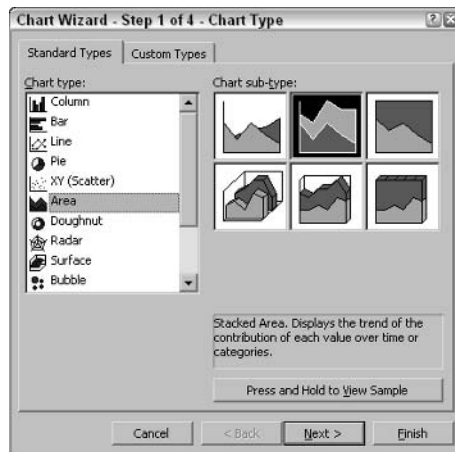 Chart Wizard - Step 1 of 4 - Chart Type
Standard Types
Custom Types
Chart type:
Column
Bar
Line
Pie
XY (Scatter)
Area
Doughnut
Radar
Surface
Bubble
Chart sub-type:
Stacked Area. Displays the trend of the
contribution of each value over time or
categories.
Press and Hold to View Sample
Cancel
< Back
Next >
Finish